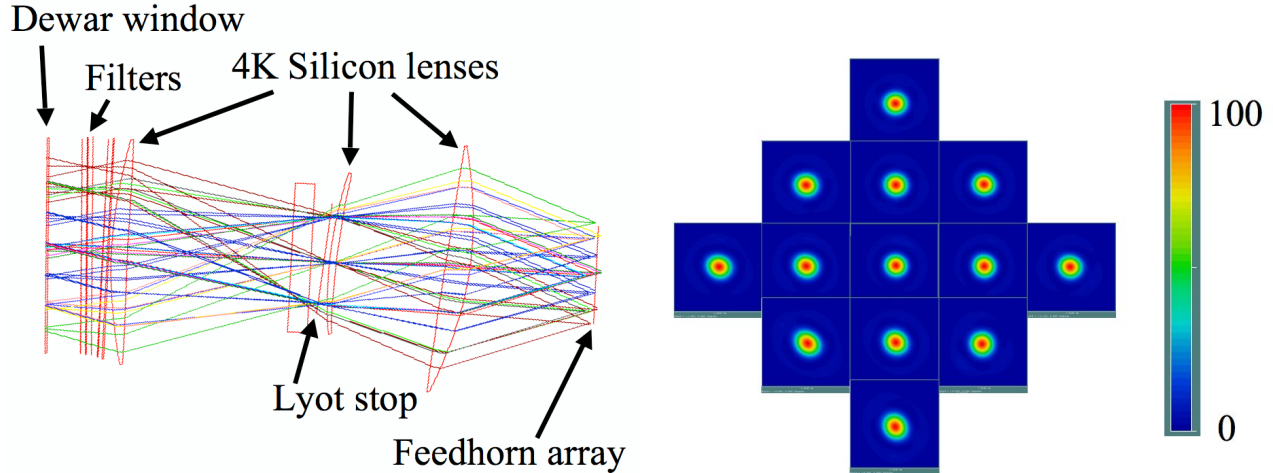 Dewar window
Filters
4K Silicon lenses
Lyot stop
Feedhorn array
100
0